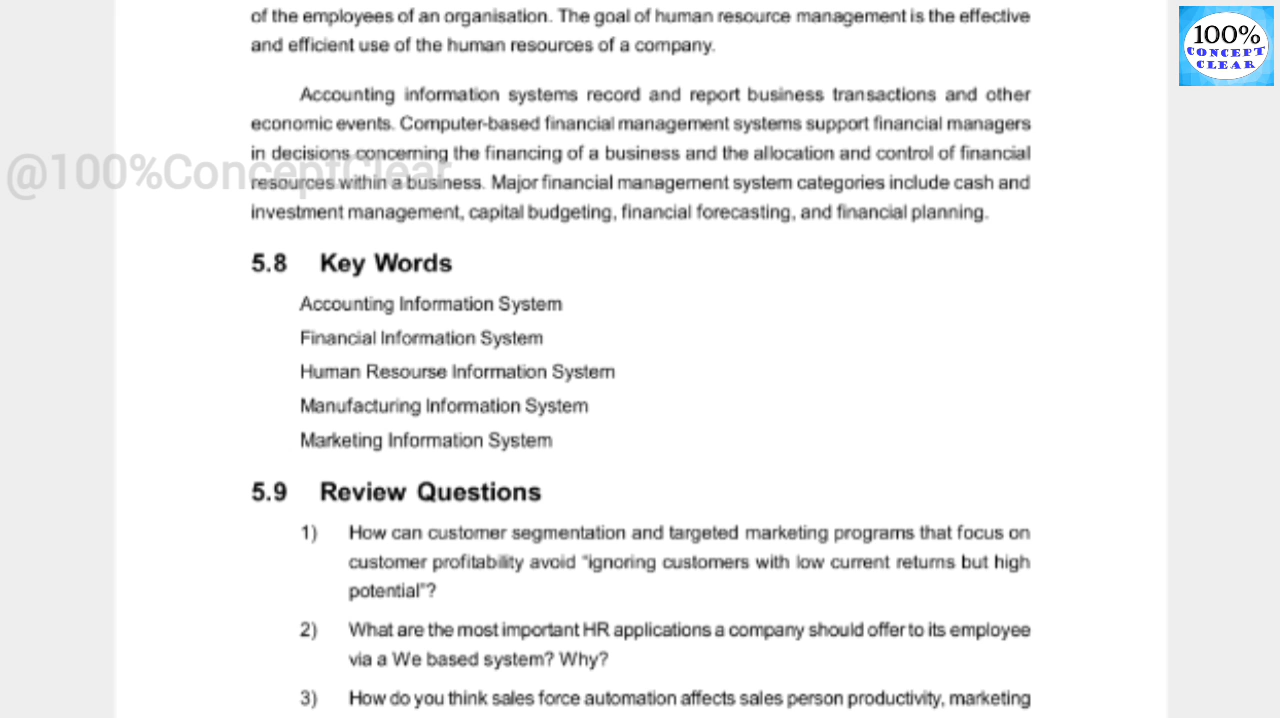 of the employees of an organisation. The goal of human resource management is the effective
and efficient use of the human resources of a company.
Accounting information systems record and report business transactions and other
economic events. Computer-based financial management systems support financial managers
in decisions concerning the financing of a business and the allocation and control of financial
resources within a business. Major financial management system categories include cash and
investment management, capital budgeting, financial forecasting, and financial planning.
@100%ConceptClear
5.8 Key Words
Accounting Information System
Financial Information System
Human Resourse Information System
Manufacturing Information System
Marketing Information System
5.9 Review Questions
1) How can customer segmentation and targeted marketing programs that focus on
customer profitability avoid "ignoring customers with low current returns but high
potential"?
2) What are the most important HR applications a company should offer to its employee
via a We based system? Why?
3) How do you think sales force automation affects sales person productivity, marketing
100%
CONCEPT
CLEAR